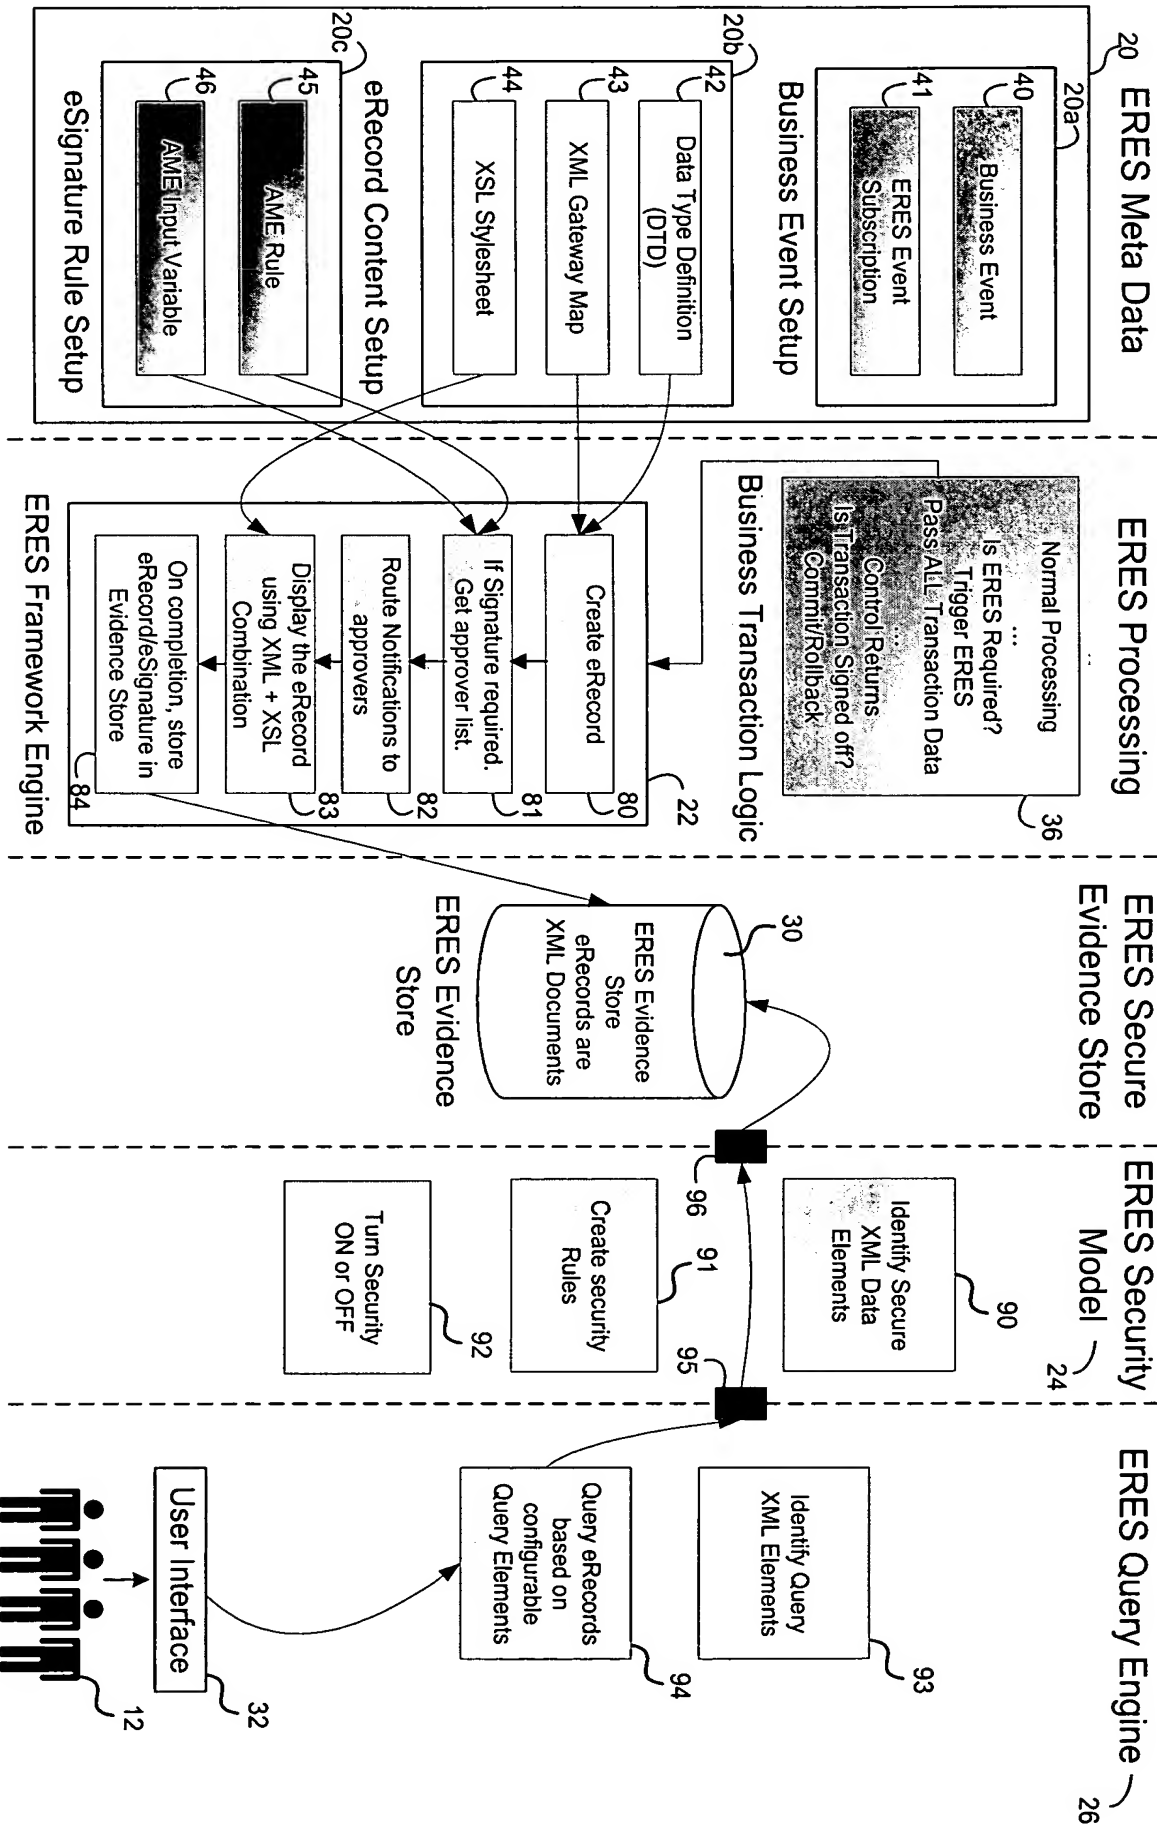 20
ERES Meta Data
20a
40
Business Event
41
ERES Event
Subscription
Business Event Setup
20b
42
Data Type Definition
(DTD)
43
XML Gateway Map
44
XSL Stylesheet
eRecord Content Setup
20c
45
AME Rule
46
AME Input Variable
eSignature Rule Setup
ERES Processing
Normal Processing
...
Is ERES Required?
Trigger ERES
Pass ALL Transaction Data
...
Control Returns
Is Transaction Signed off?
Commit/Rollback
36
Business Transaction Logic
22
Create eRecord
80
If Signature required.
Get approver list.
81
Route Notifications to
approvers
82
Display the eRecord
using XML + XSL
Combination
83
On completion, store
eRecord/eSignature in
Evidence Store
84
ERES Framework Engine
ERES Secure
Evidence Store
30
ERES Evidence
Store
eRecords are
XML Documents
ERES Evidence
Store
ERES Security
Model
24
Identify Secure
XML Data
Elements
90
96
95
Create security
Rules
91
Turn Security
ON or OFF
92
ERES Query Engine
26
Identify Query
XML Elements
93
Query eRecords
based on
configurable
Query Elements
94
User Interface
32
12